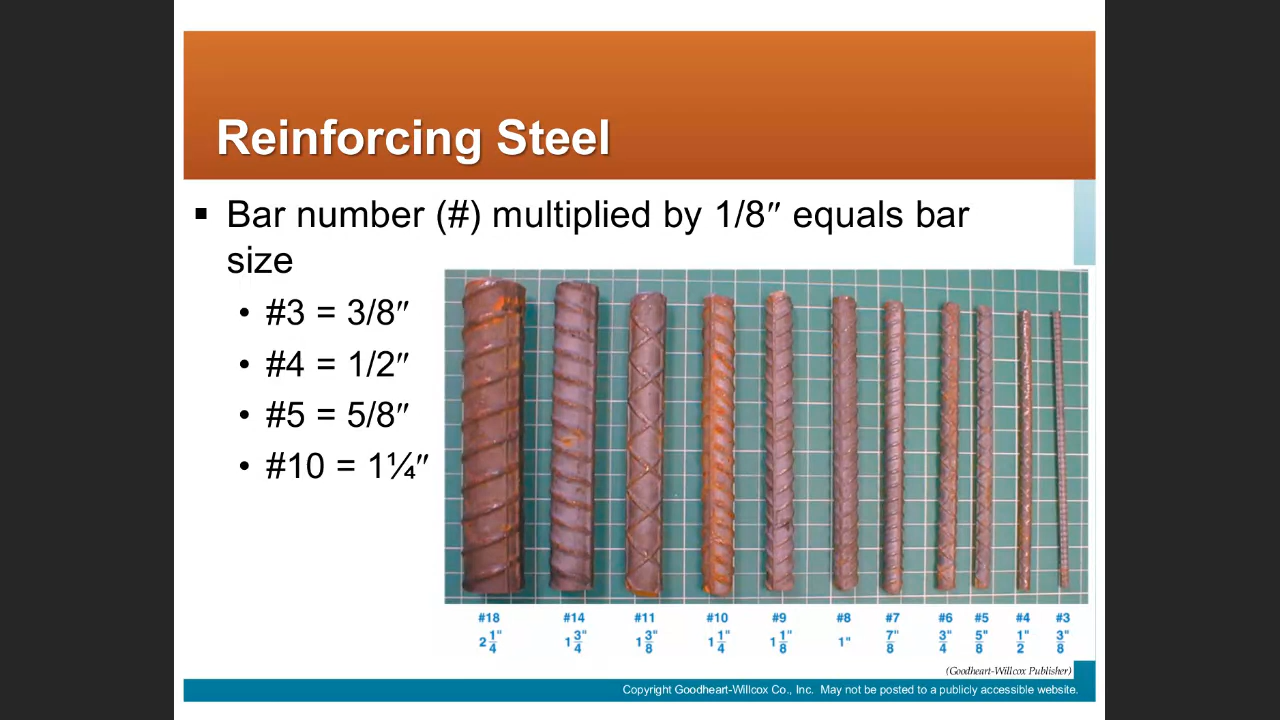 Reinforcing Steel
▪ Bar number (#) multiplied by 1/8″ equals bar
size
• #3 = 3/8″
• #4 = 1/2″
• #5 = 5/8″
• #10 = 1¼″
#18 #14 #11 #10 #9 #8 #7 #6 #5 #4 #3
2 1/4" 1 3/4" 1 3/8" 1 1/4" 1 1/8" 1" 7/8" 3/4" 5/8" 1/2" 3/8"
(Goodheart-Willcox Publisher)
Copyright Goodheart-Willcox Co., Inc. May not be posted to a publicly accessible website.